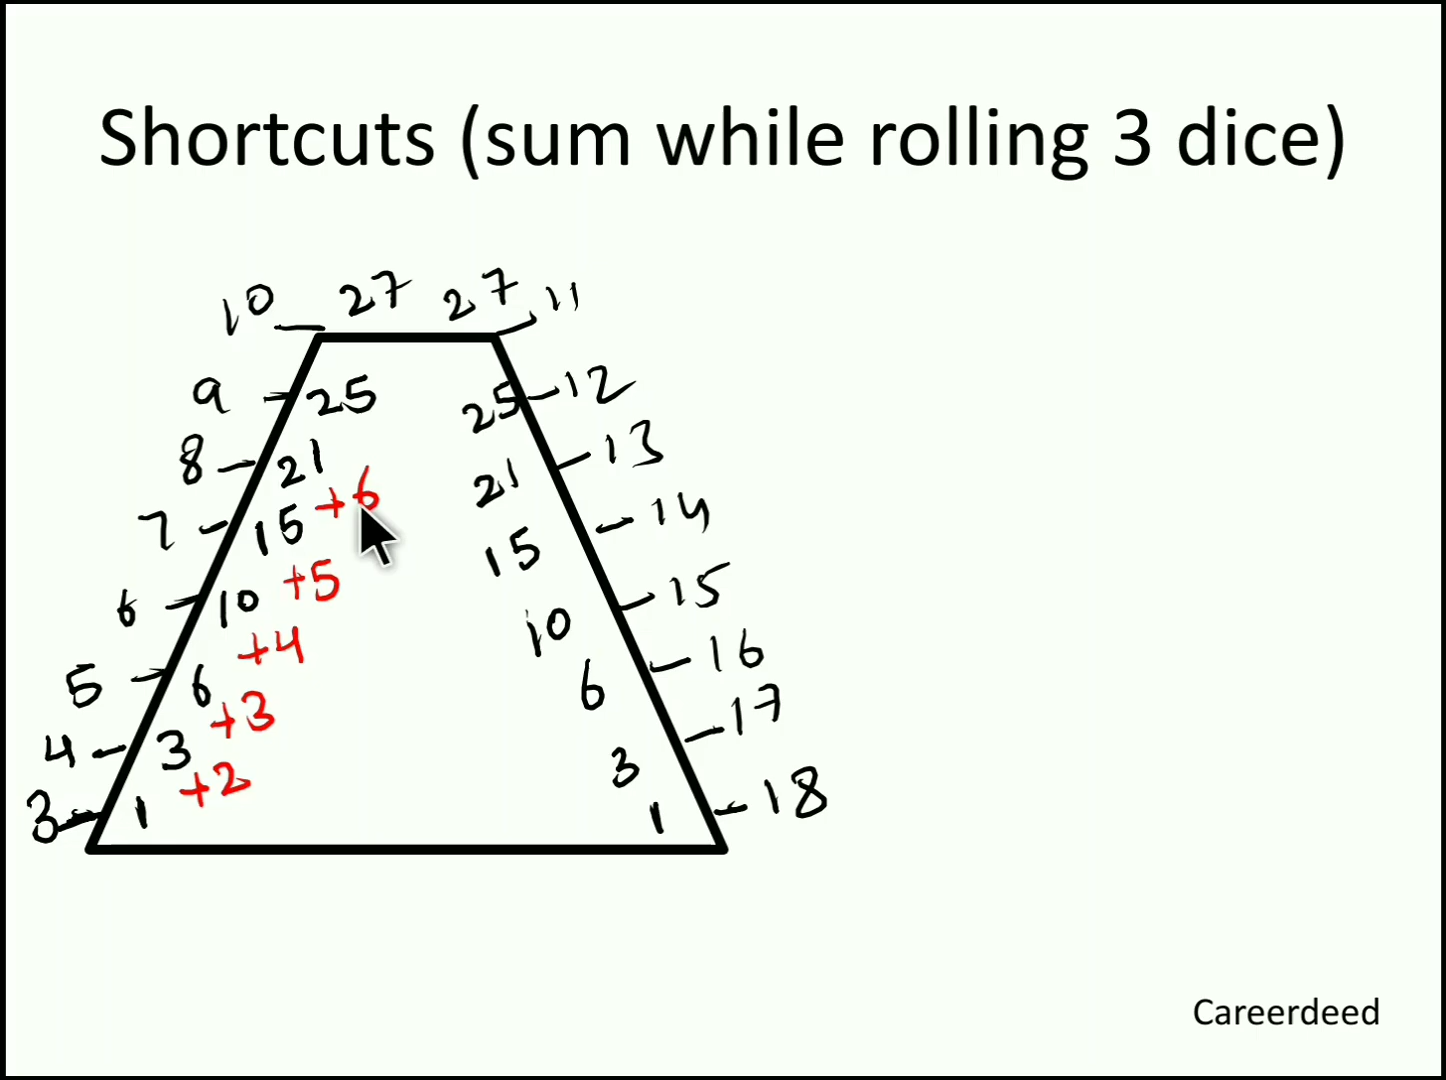 Shortcuts (sum while rolling 3 dice)
10 27 27 11
9 25 25 12
8 21 21 13
+6
7 15 15 14
+5
6 10 10 15
+4
5 6 6 16
+3
4 3 3 17
+2
3 1 1 18
Careerdeed